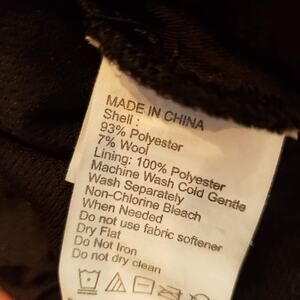 MADE IN CHINA
Shell :
93% Polyester
7% Wool
Lining: 100% Polyester
Machine Wash Cold Gentle
Wash Separately
Non-Chlorine Bleach
When Needed
Do not use fabric softener
Dry Flat
Do Not Iron
Do not dry clean